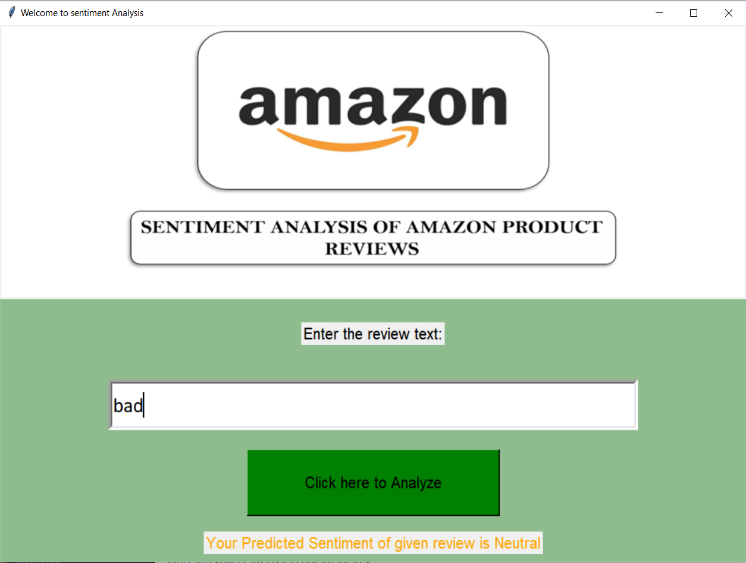 Welcome to sentiment Analysis
amazon
SENTIMENT ANALYSIS OF AMAZON PRODUCT
REVIEWS
Enter the review text:
bad
Click here to Analyze
Your Predicted Sentiment of given review is Neutral